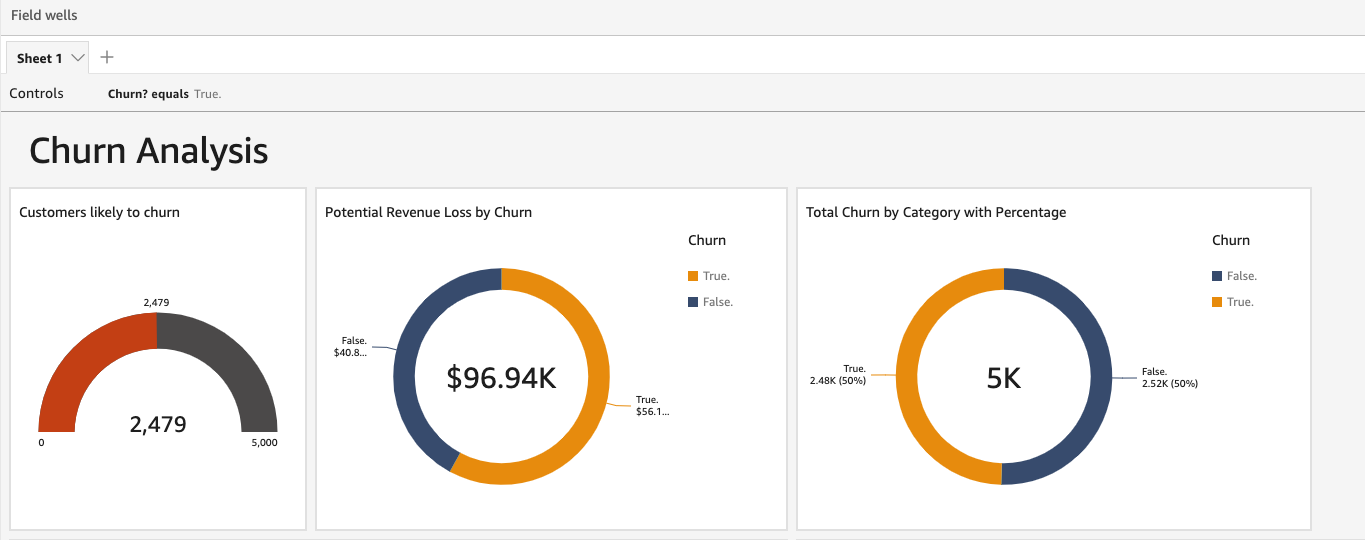 Field wells
Sheet 1
Controls
Churn? equals True.
Churn Analysis
Customers likely to churn
2,479
2,479
0
5,000
Potential Revenue Loss by Churn
Churn
True.
False.
False.
$40.8...
$96.94K
True.
$56.1...
Total Churn by Category with Percentage
Churn
False.
True.
True.
2.48K (50%)
5K
False.
2.52K (50%)